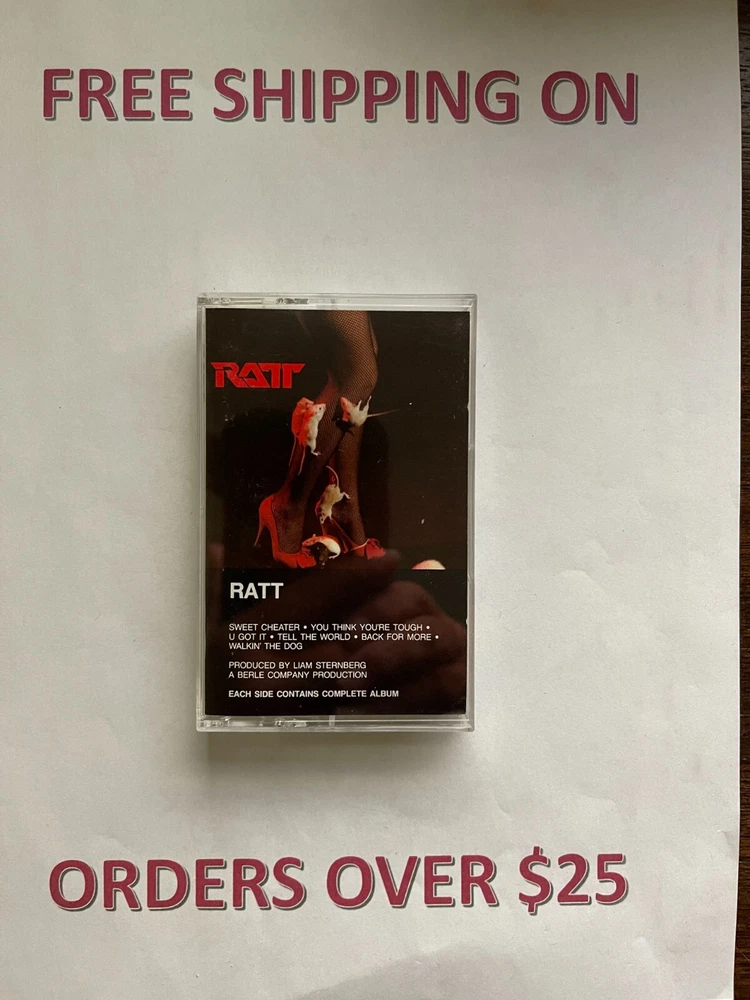 FREE SHIPPING ON
RATT
RATT
SWEET CHEATER • YOU THINK YOU'RE TOUGH •
U GOT IT • TELL THE WORLD • BACK FOR MORE •
WALKIN' THE DOG
PRODUCED BY LIAM STERNBERG
A BERLE COMPANY PRODUCTION
EACH SIDE CONTAINS COMPLETE ALBUM
ORDERS OVER $25